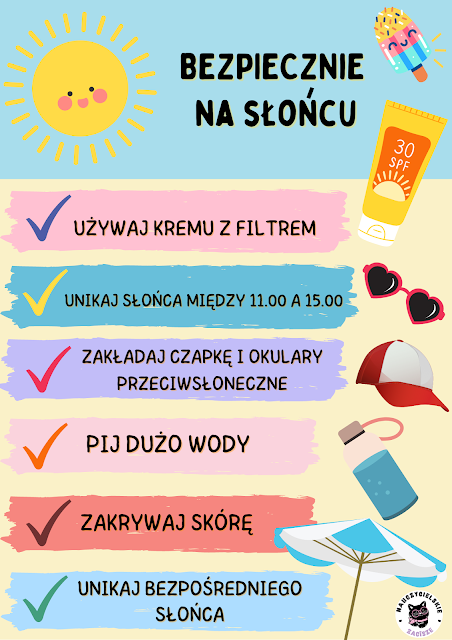 BEZPIECZNIE
NA SŁOŃCU
30
SPF
UŻYWAJ KREMU Z FILTREM
UNIKAJ SŁOŃCA MIĘDZY 11.00 A 15.00
ZAKŁADAJ CZAPKĘ I OKULARY
PRZECIWSŁONECZNE
PIJ DUŻO WODY
ZAKRYWAJ SKÓRĘ
UNIKAJ BEZPOŚREDNIEGO
SŁOŃCA
NAUCZYCIELSKIE
ZACISZE